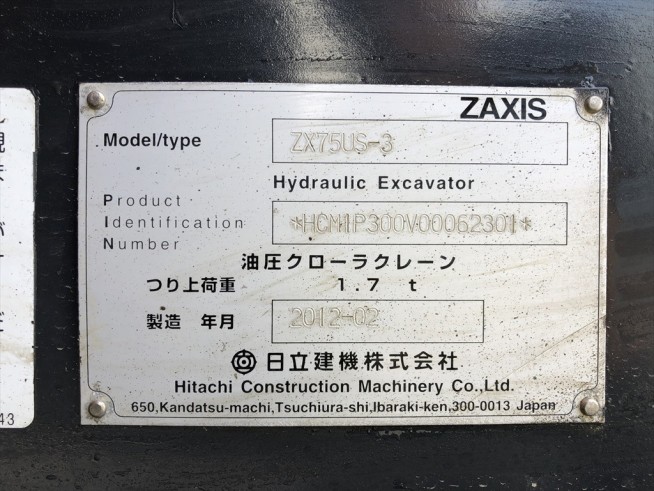 ZAXIS
Model/type ZX75US-3
Hydraulic Excavator
Product
Identification *HCM1P300V00062301*
Number
油圧クローラクレーン
つり上荷重 1.7 t
製造 年月 2012-02
日立建機株式会社
Hitachi Construction Machinery Co.,Ltd.
650,Kandatsu-machi,Tsuchiura-shi,Ibaraki-ken,300-0013 Japan
43